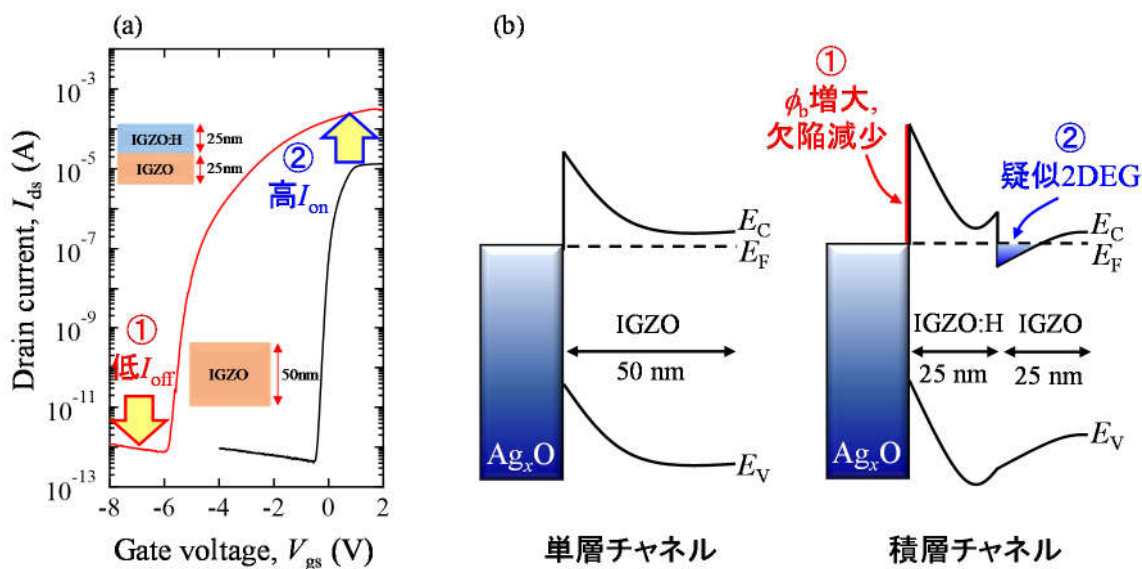 (a)
Drain current, I_ds (A)
10⁻¹
10⁻³
10⁻⁵
10⁻⁷
10⁻⁹
10⁻¹¹
10⁻¹³
IGZO:H
25nm
IGZO
25nm
②
高I_on
①
低I_off
IGZO
50nm
-8
-6
-4
-2
0
2
Gate voltage, V_gs (V)
(b)
E_C
E_F
IGZO
50 nm
Ag_xO
E_V
単層チャネル
①
ϕ_b増大,
欠陥減少
②
疑似2DEG
E_C
E_F
IGZO:H IGZO
25 nm 25 nm
Ag_xO
E_V
積層チャネル